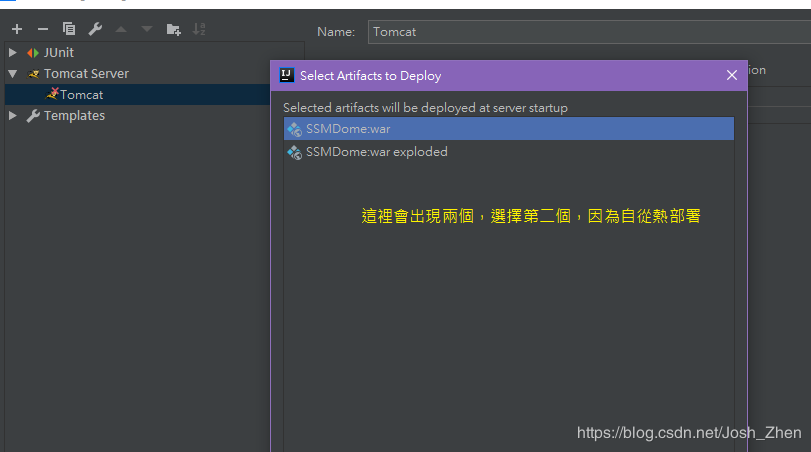 Name: Tomcat
JUnit
Tomcat Server
Tomcat
Templates
Select Artifacts to Deploy
ion
Selected artifacts will be deployed at server startup
SSMDome:war
SSMDome:war exploded
這裡會出現兩個，選擇第二個，因為自從熱部署
https://blog.csdn.net/Josh_Zhen